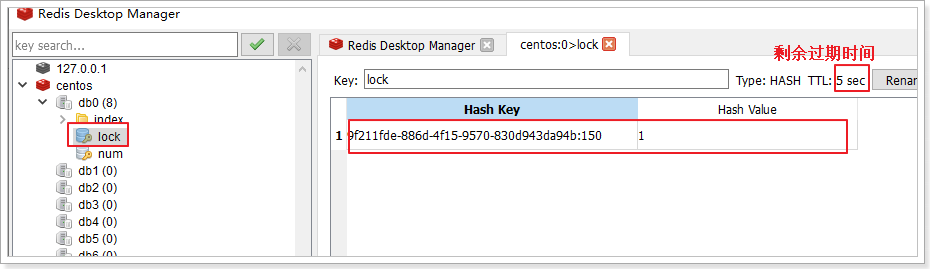 Redis Desktop Manager
key search...
127.0.0.1
centos
db0 (8)
index
lock
num
db1 (0)
db2 (0)
db3 (0)
db4 (0)
db5 (0)
db6 (0)
Redis Desktop Manager
centos:0>lock
剩余过期时间
Key: lock Type: HASH TTL: 5 sec Renam
Hash Key Hash Value
1 9f211fde-886d-4f15-9570-830d943da94b:150 1